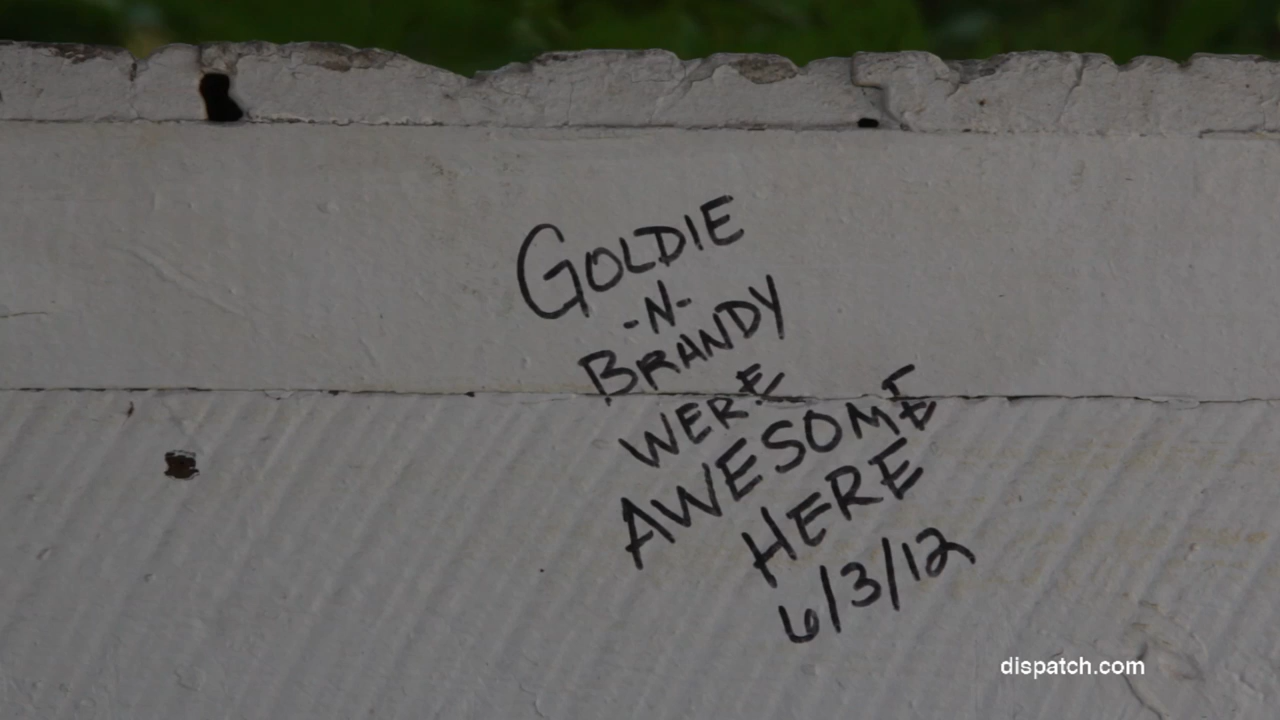 GOLDIE
-N-
BRANDY
WERE
AWESOME
HERE
6/3/12
dispatch.com